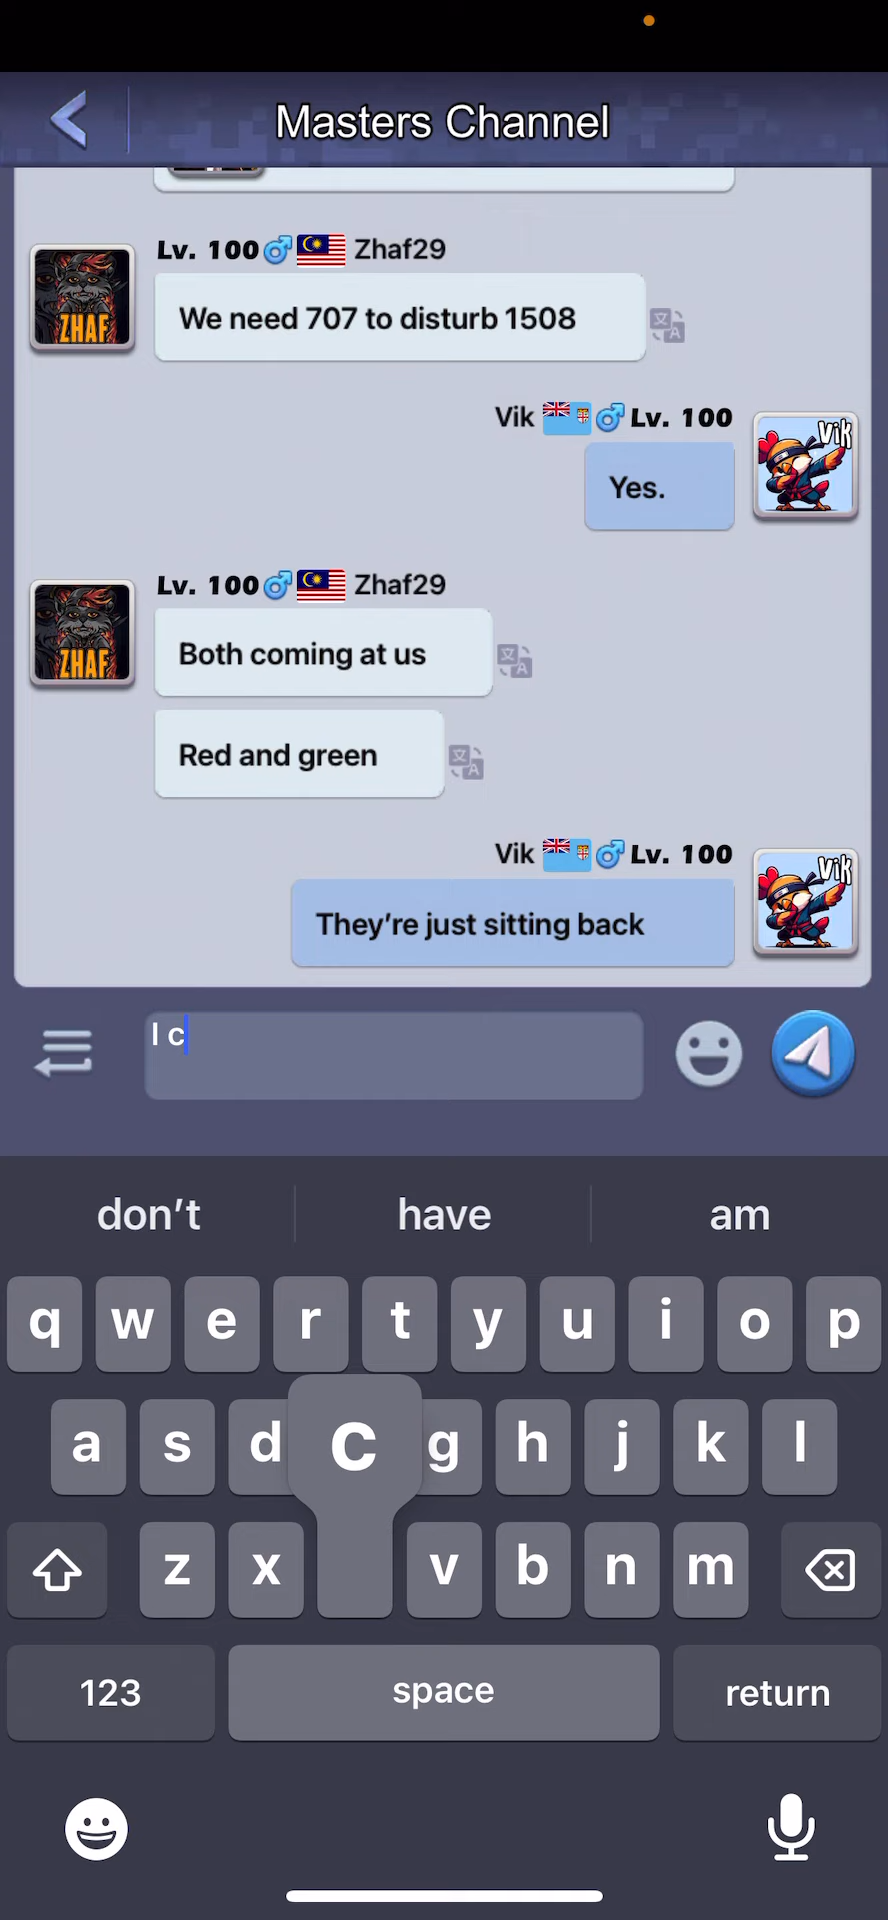 Masters Channel
Lv. 100 Zhaf29
ZHAF
We need 707 to disturb 1508
Vik Lv. 100
Vik
Yes.
Lv. 100 Zhaf29
ZHAF
Both coming at us
Red and green
Vik Lv. 100
Vik
They’re just sitting back
I c
don’t have am
q w e r t y u i o p
a s d c g h j k l
z x v b n m
123 space return